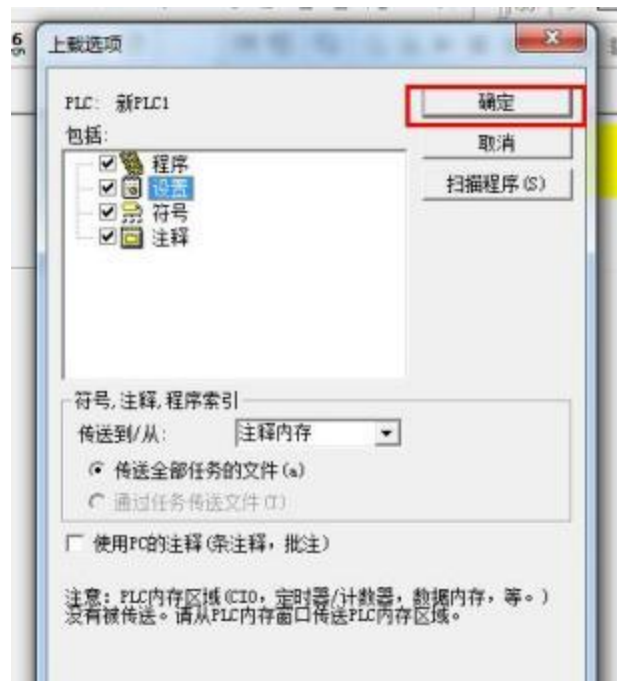 上载选项
PLC: 新PLC1
确定
包括:
取消
程序
扫描程序(S)
设置
符号
注释
符号,注释,程序索引
传送到/从:
注释内存
传送全部任务的文件(a)
通过任务传送文件(T)
使用PC的注释(条注释，批注)
注意：PLC内存区域(CIO，定时器/计数器，数据内存，等。)
没有被传送。请从PLC内存窗口传送PLC内存区域。